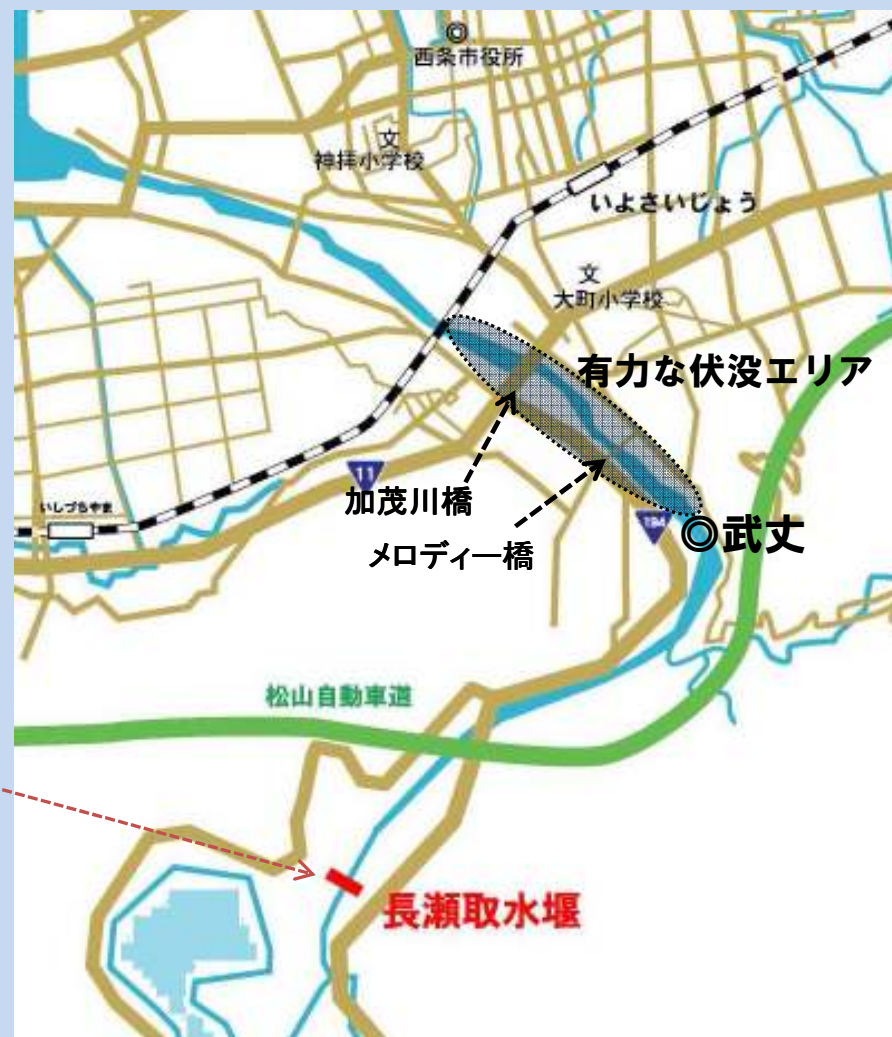 西条市役所
文
神拝小学校
いよさいじょう
文
大町小学校
有力な伏没エリア
11
加茂川橋
いしづちやま
194
◎武丈
メロディー橋
松山自動車道
長瀬取水堰